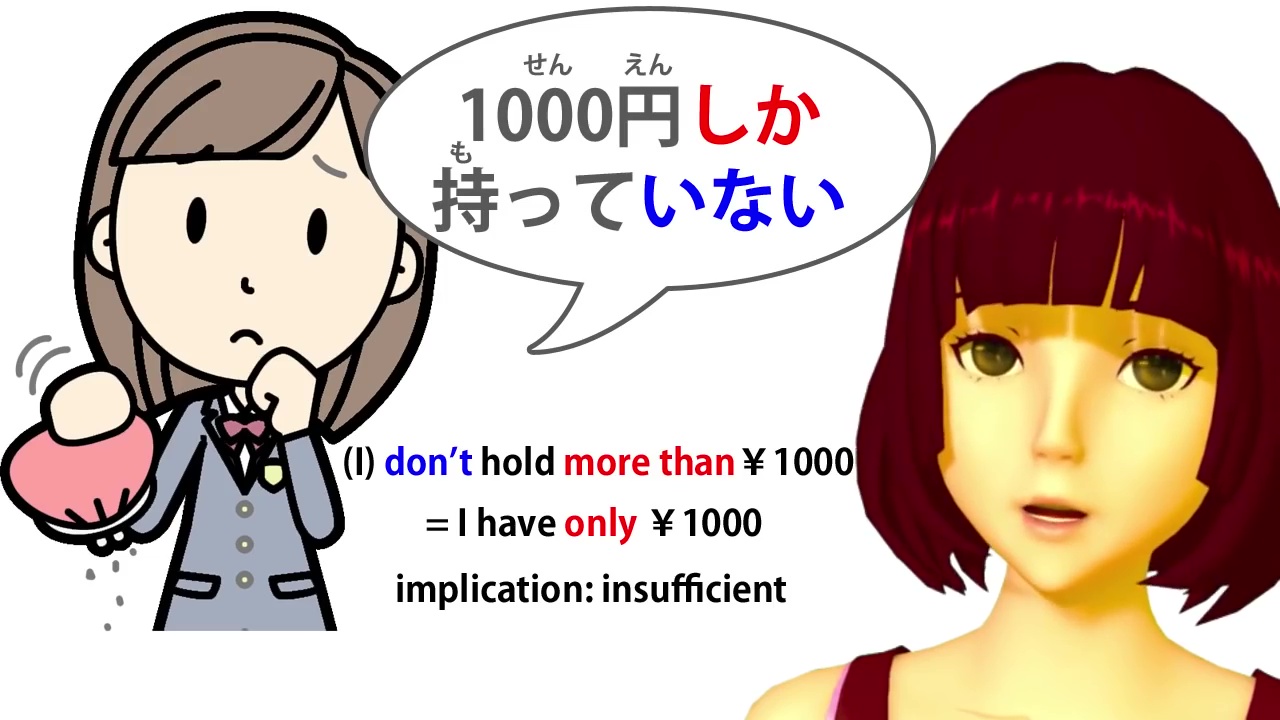 せん えん
1000円しか
も
持っていない
(I) don't hold more than ¥1000
= I have only ¥1000
implication: insufficient